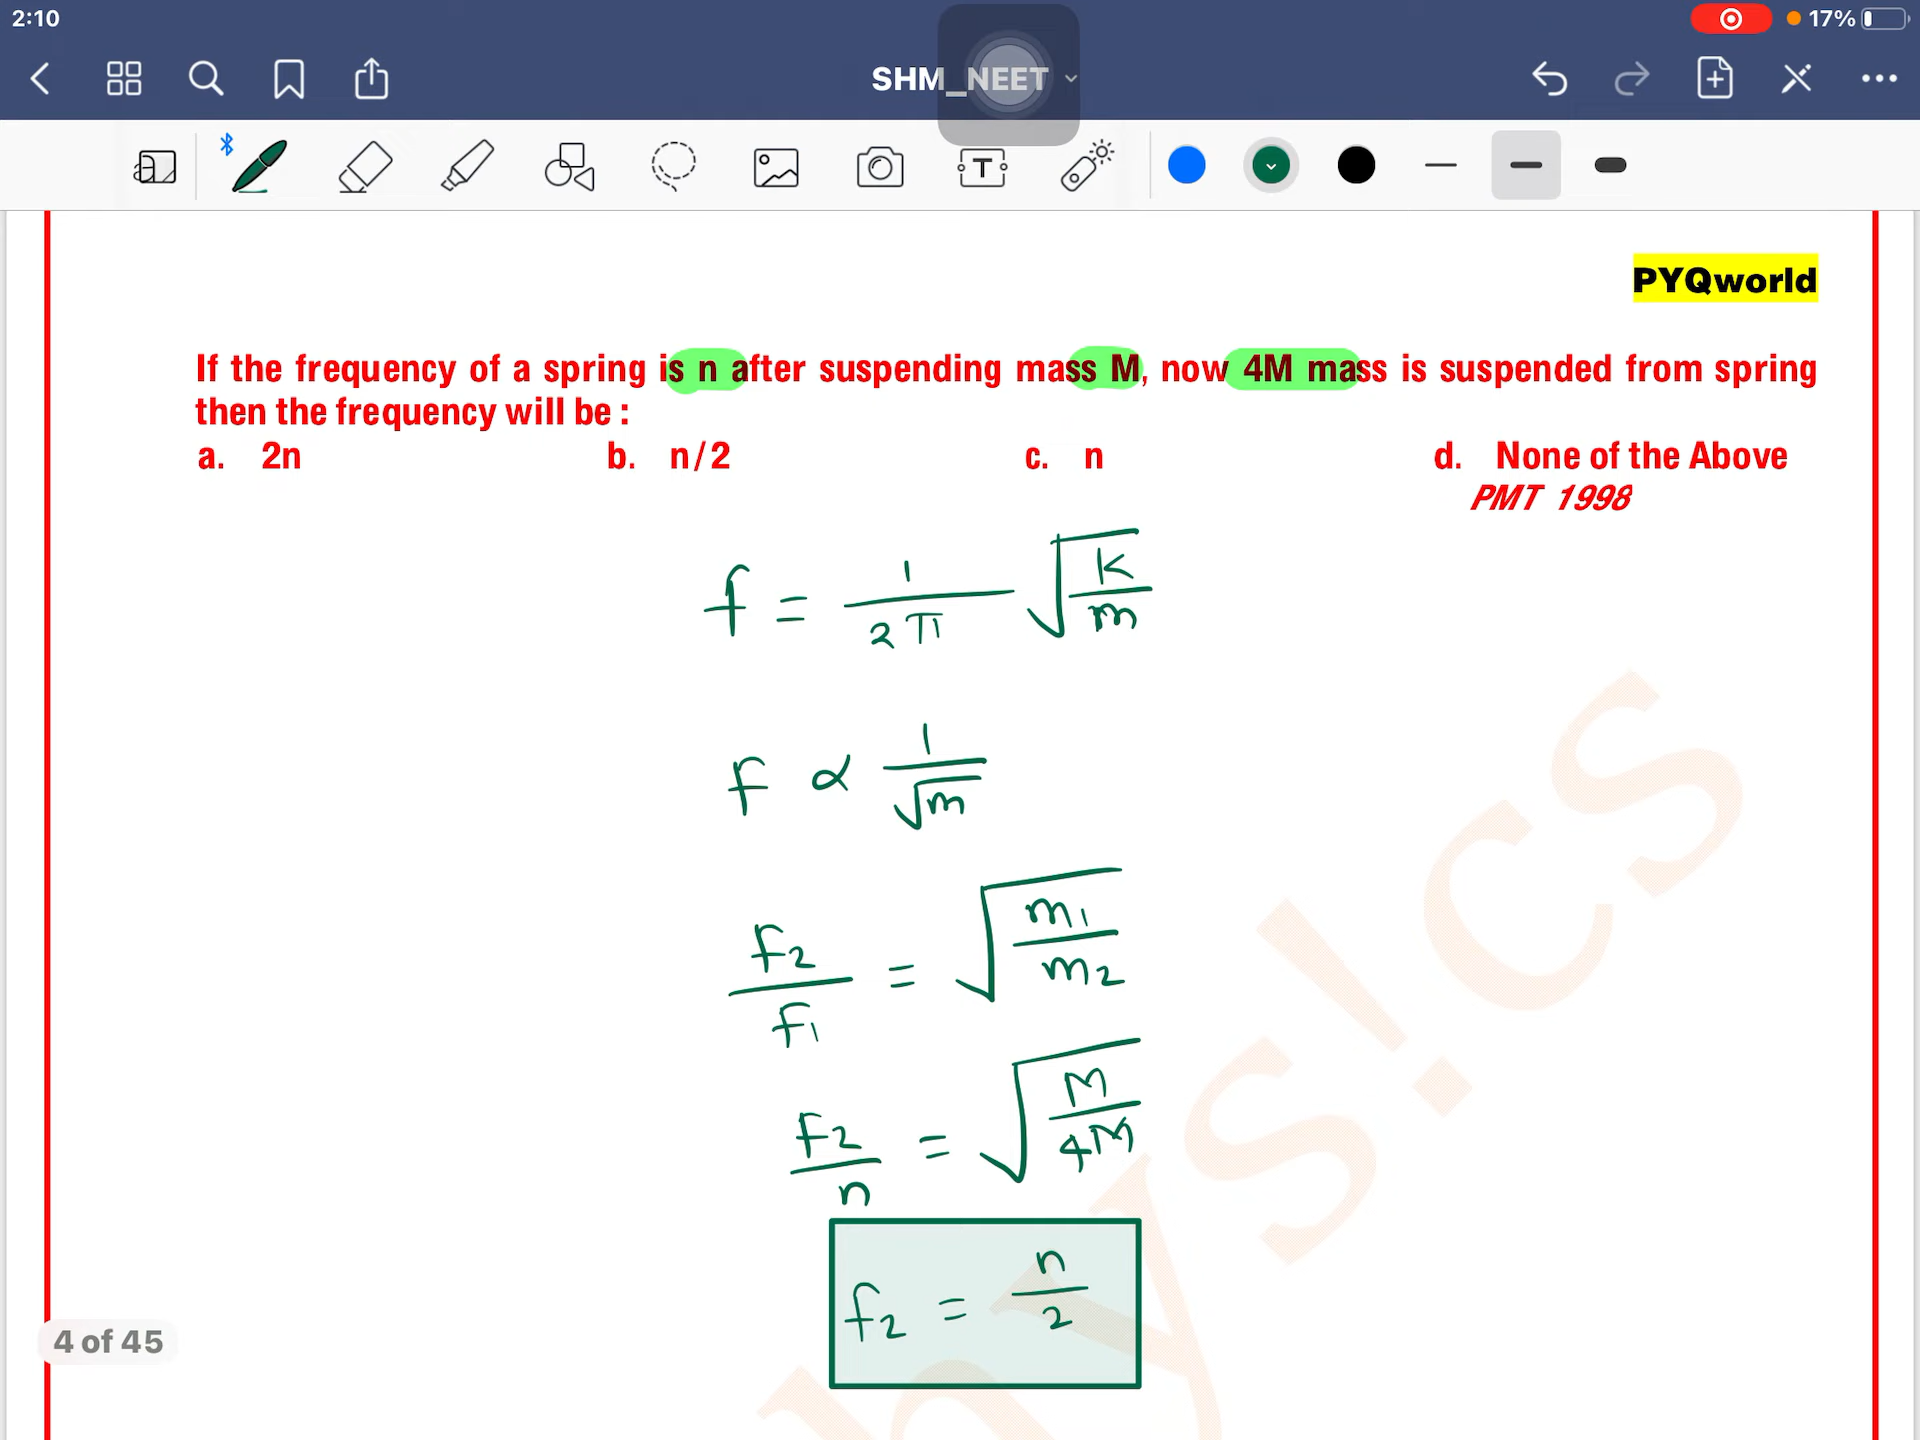 2:10
17%
SHM_NEET
T
PYQworld
If the frequency of a spring is n after suspending mass M, now 4M mass is suspended from spring
then the frequency will be :
a. 2n b. n/2 c. n d. None of the Above
PMT 1998
f = 1/2π √K/m
f ∝ 1/√m
f2/f1 = √m1/m2
f2/n = √M/4M
f2 = n/2
4 of 45
ys!cs